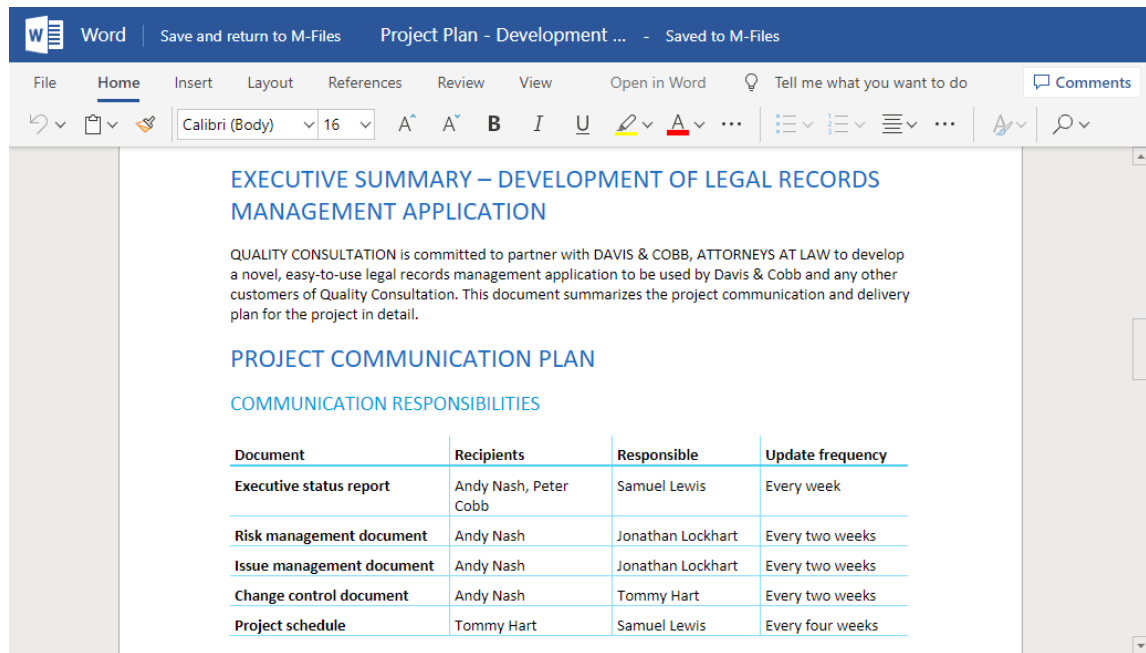 W Word Save and return to M-Files Project Plan - Development ... - Saved to M-Files
File Home Insert Layout References Review View Open in Word Tell me what you want to do Comments
Calibri (Body) 16 A A B I U A ...
EXECUTIVE SUMMARY – DEVELOPMENT OF LEGAL RECORDS
MANAGEMENT APPLICATION
QUALITY CONSULTATION is committed to partner with DAVIS & COBB, ATTORNEYS AT LAW to develop
a novel, easy-to-use legal records management application to be used by Davis & Cobb and any other
customers of Quality Consultation. This document summarizes the project communication and delivery
plan for the project in detail.
PROJECT COMMUNICATION PLAN
COMMUNICATION RESPONSIBILITIES
Document Recipients Responsible Update frequency
Executive status report Andy Nash, Peter Samuel Lewis Every week
Cobb
Risk management document Andy Nash Jonathan Lockhart Every two weeks
Issue management document Andy Nash Jonathan Lockhart Every two weeks
Change control document Andy Nash Tommy Hart Every two weeks
Project schedule Tommy Hart Samuel Lewis Every four weeks